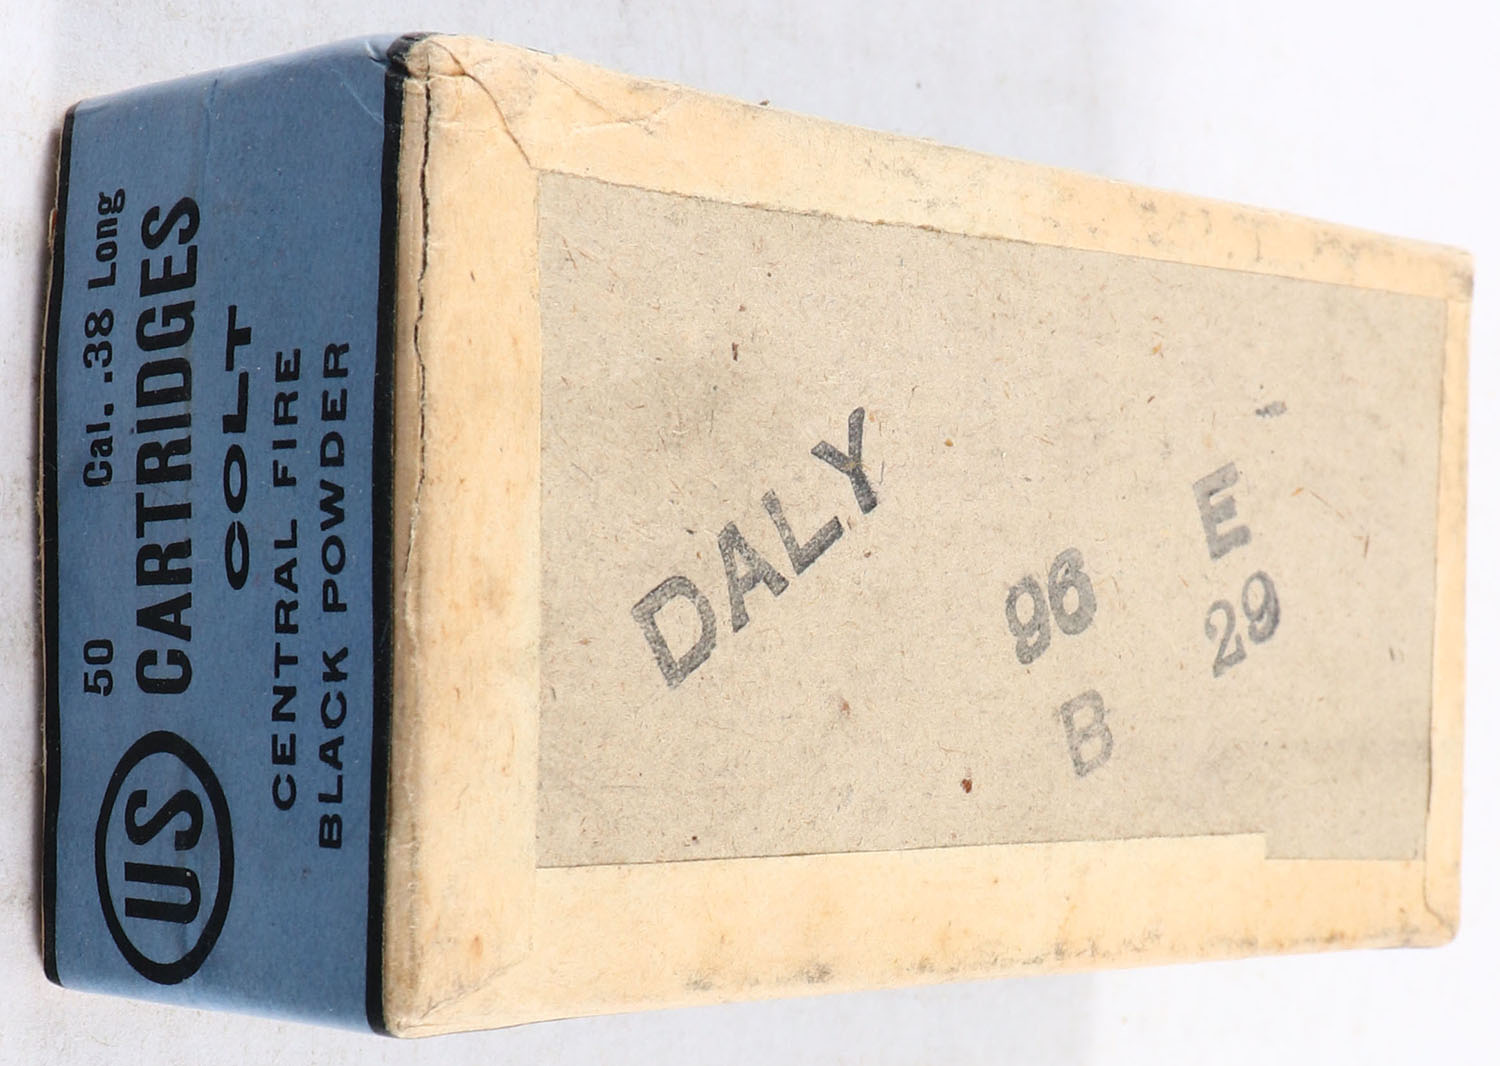 US
50 Cal. .38 Long
CARTRIDGES
COLT
CENTRAL FIRE
BLACK POWDER
DALY
96
B
E
29